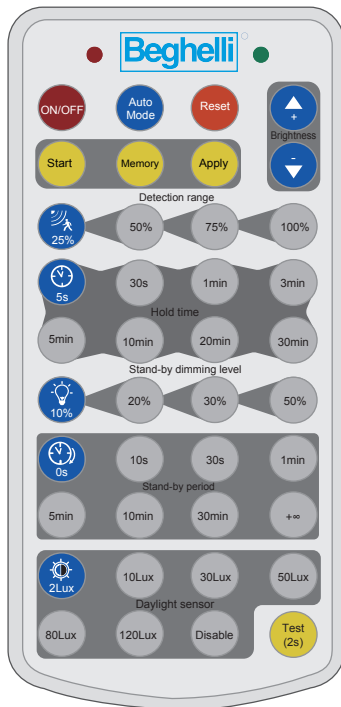 Beghelli
ON/OFF
Auto
Mode
Reset
+
Brightness
-
Start
Memory
Apply
Detection range
25%
50%
75%
100%
5s
30s
1min
3min
Hold time
5min
10min
20min
30min
Stand-by dimming level
10%
20%
30%
50%
0s
10s
30s
1min
Stand-by period
5min
10min
30min
+∞
2Lux
10Lux
30Lux
50Lux
Daylight sensor
80Lux
120Lux
Disable
Test
(2s)